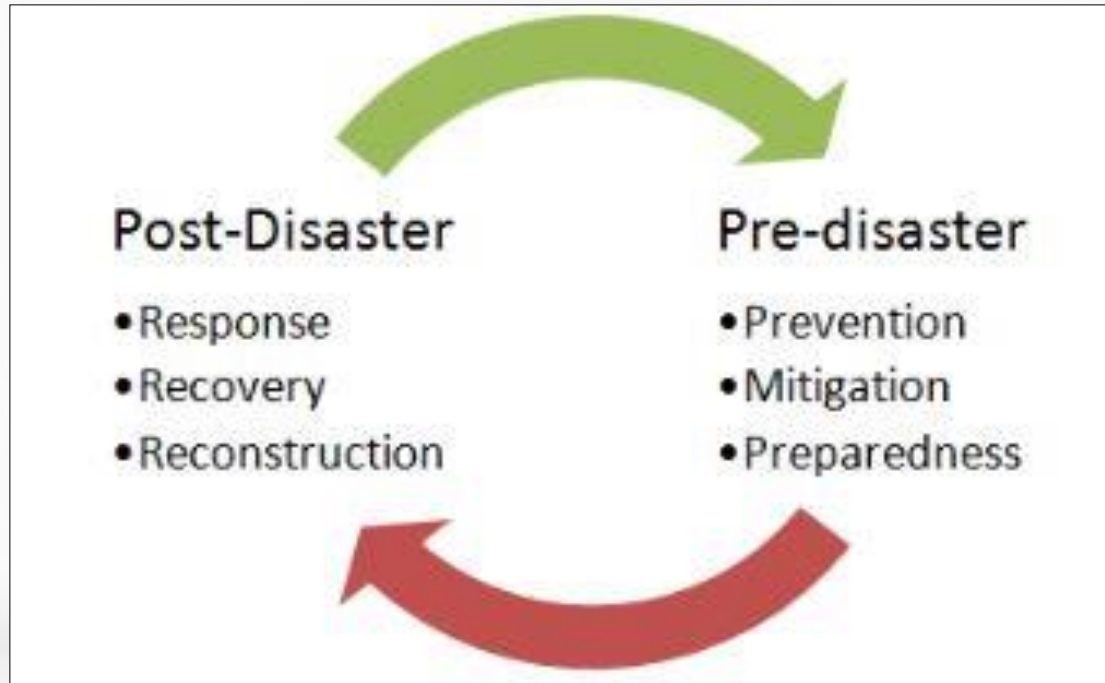 Post-Disaster
•Response
•Recovery
•Reconstruction
Pre-disaster
•Prevention
•Mitigation
•Preparedness